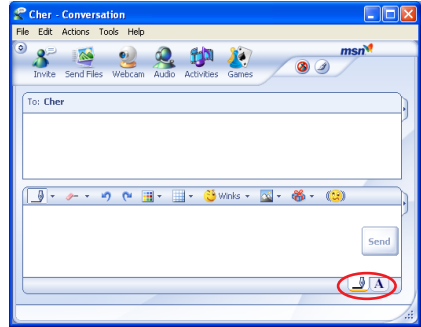 Cher - Conversation
File Edit Actions Tools Help
msn
Invite Send Files Webcam Audio Activities Games
To: Cher
Winks
Send
A